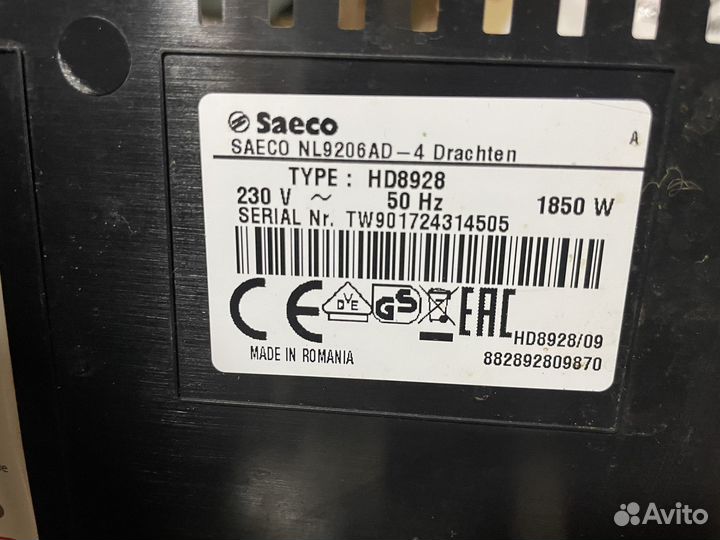 Saeco
SAECO NL9206AD-4 Drachten
A
TYPE : HD8928
230 V ~ 50 Hz 1850 W
SERIAL Nr. TW901724314505
CE DVE GS EAC
HD8928/09
MADE IN ROMANIA
882892809870
Avito